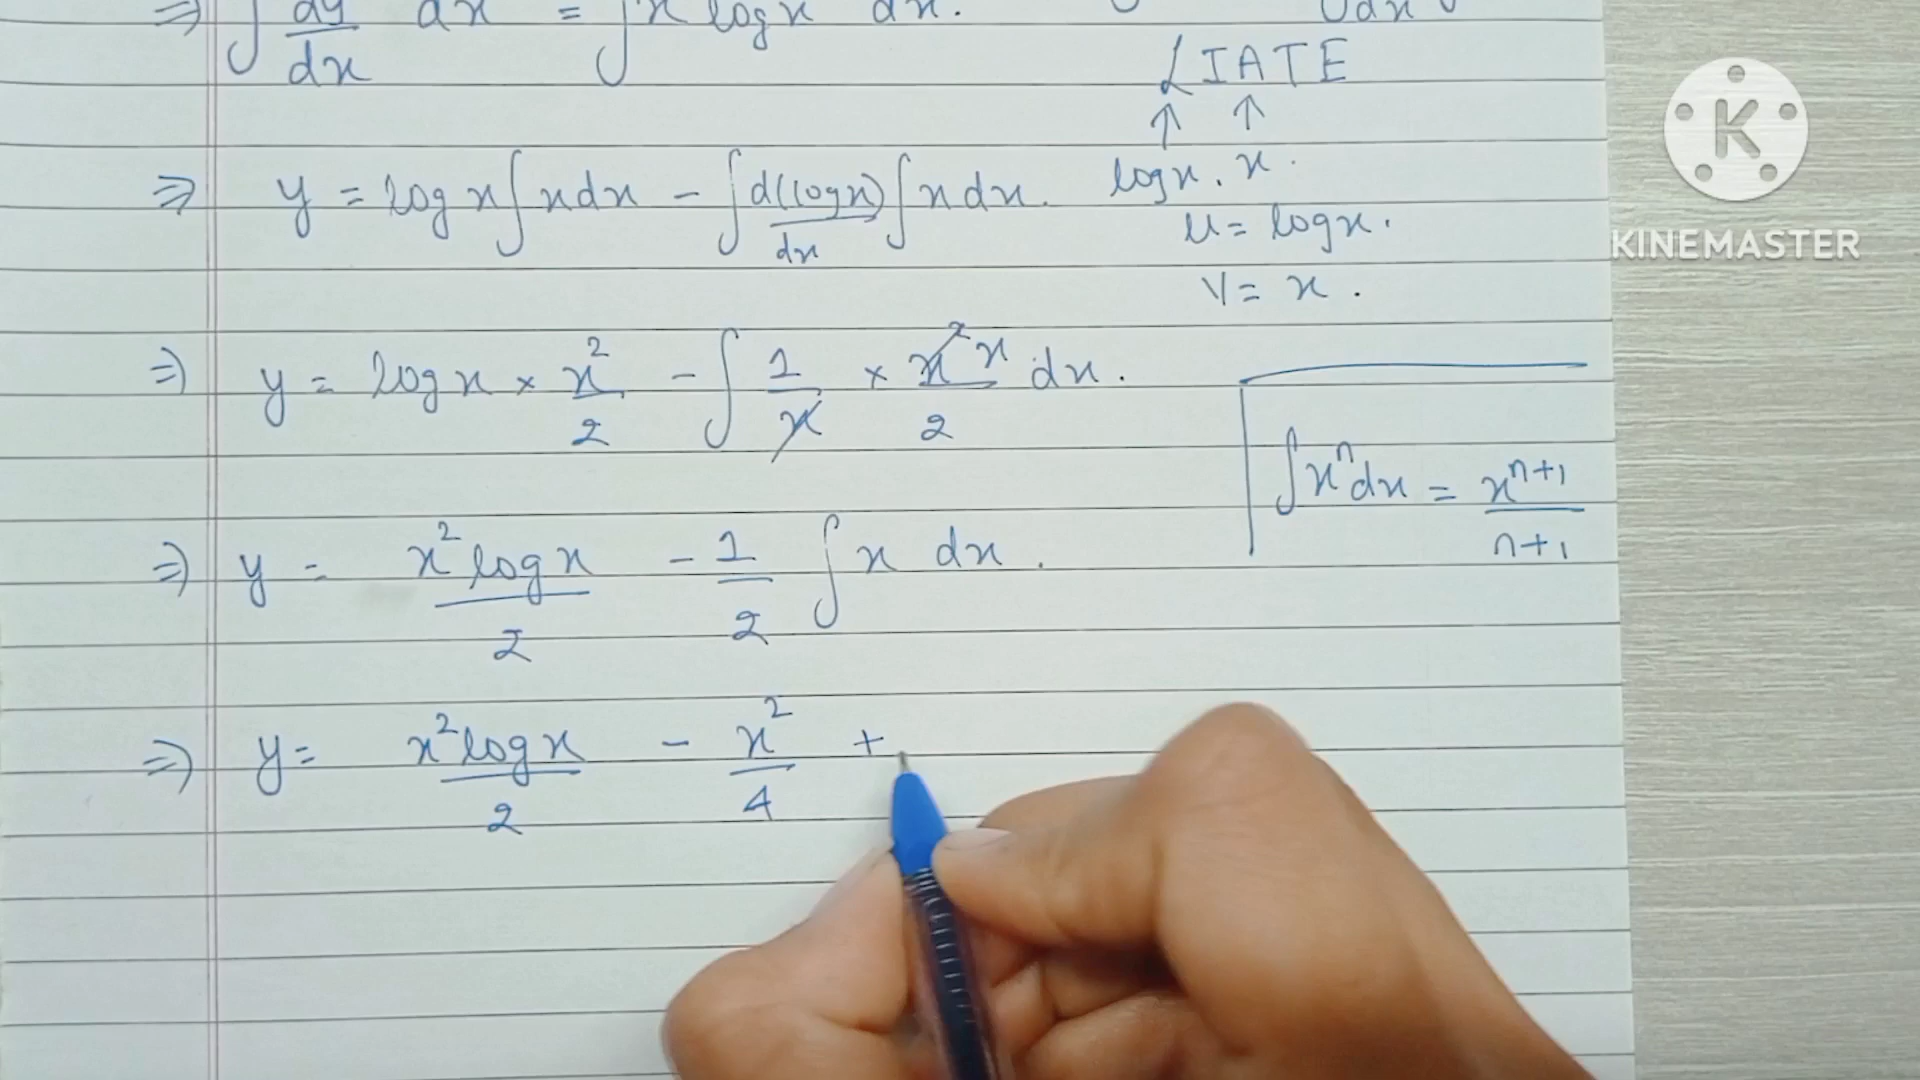 ⇒ ∫ dy/dx dx = ∫ x log x dx.
LIATE
↑ ↑
log x . x .
⇒ y = log x ∫ x dx - ∫ d(log x)/dx ∫ x dx.
u = log x .
v = x .
⇒ y = log x × x²/2 - ∫ 1/x × x² x/2 dx .
∫ xⁿ dx = xⁿ⁺¹/n+1
⇒ y = x² log x/2 - 1/2 ∫ x dx .
⇒ y = x² log x/2 - x²/4 +
K
KINEMASTER